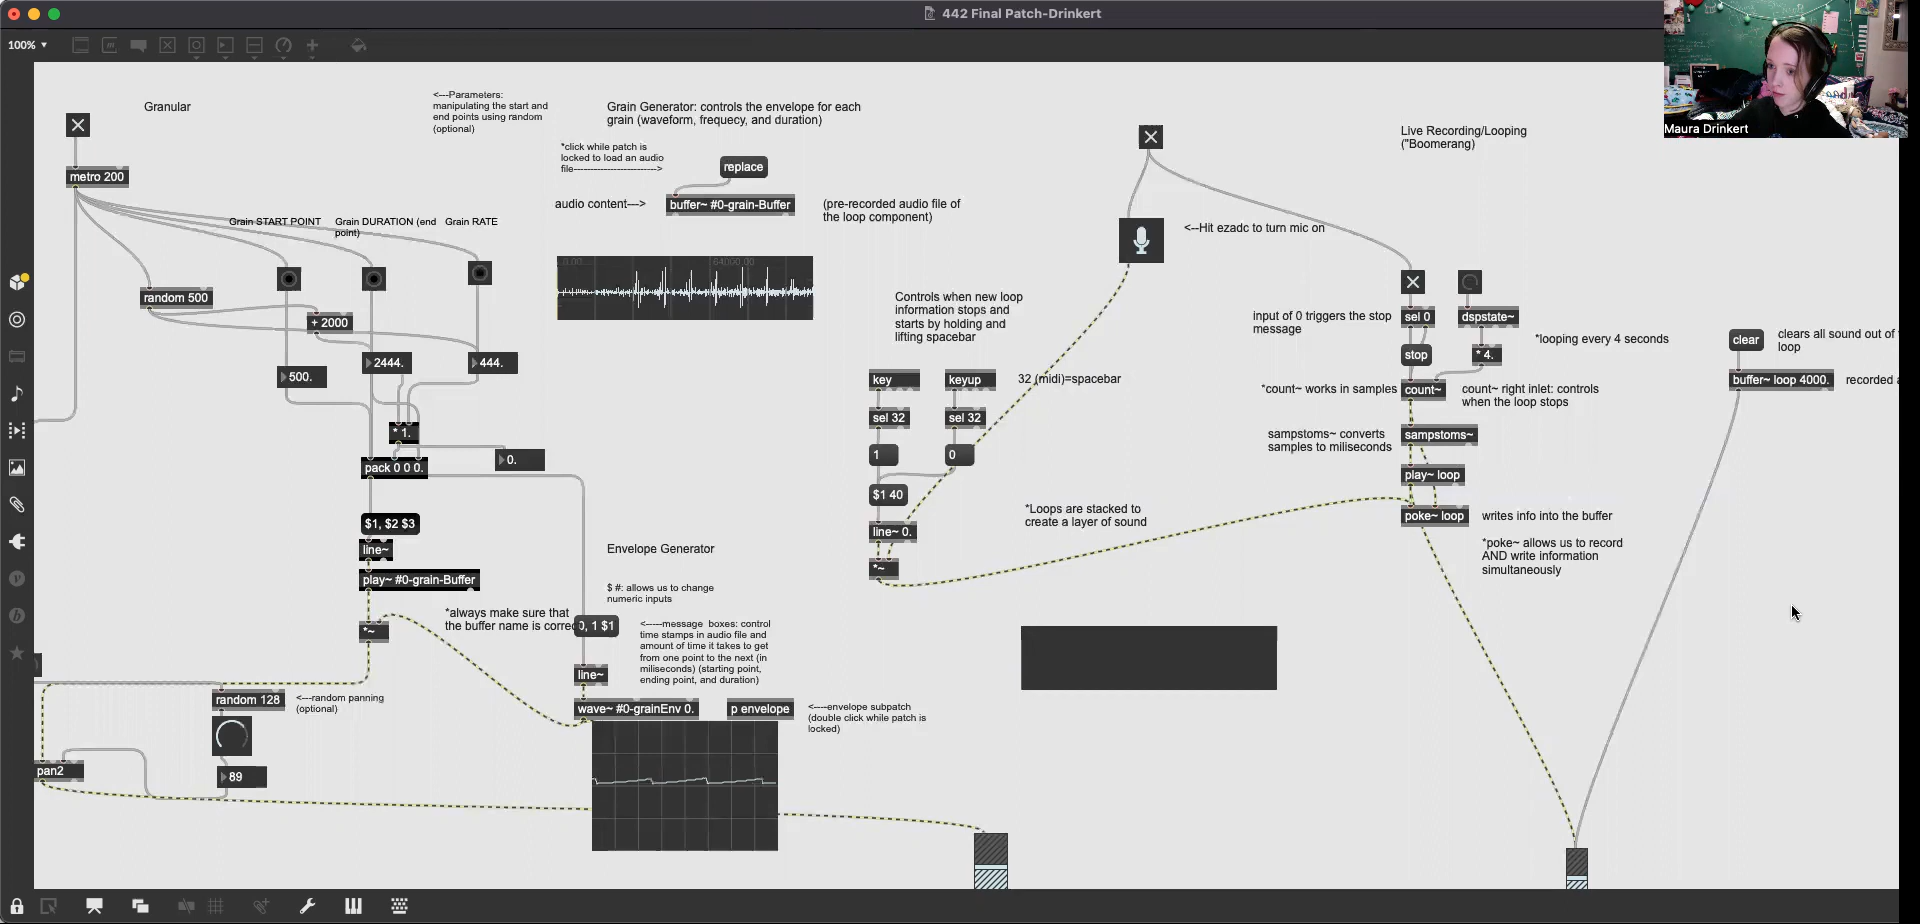 442 Final Patch-Drinkert
100%
Maura Drinkert
Granular
<---Parameters:
manipulating the start and
end points using random
(optional)
Grain Generator: controls the envelope for each
grain (waveform, frequecy, and duration)
*click while patch is
locked to load an audio
file------------------------->
replace
metro 200
audio content--->
buffer~ #0-grain-Buffer
(pre-recorded audio file of
the loop component)
Grain START POINT
Grain DURATION (end
point)
Grain RATE
random 500
+ 2000
500.
2444.
444.
* 1.
pack 0 0 0.
0.
$1, $2 $3
line~
play~ #0-grain-Buffer
*~
*always make sure that
the buffer name is correc
Envelope Generator
$ #: allows us to change
numeric inputs
0, 1 $1
<-----message boxes: control
time stamps in audio file and
amount of time it takes to get
from one point to the next (in
miliseconds) (starting point,
ending point, and duration)
line~
wave~ #0-grainEnv 0.
p envelope
<----envelope subpatch
(double click while patch is
locked)
random 128
<---random panning
(optional)
89
pan2
Live Recording/Looping
("Boomerang)
<--Hit ezadc to turn mic on
Controls when new loop
information stops and
starts by holding and
lifting spacebar
key
keyup
32 (midi)=spacebar
sel 32
sel 32
1
0
$1 40
line~ 0.
*~
*Loops are stacked to
create a layer of sound
input of 0 triggers the stop
message
sel 0
dspstate~
stop
* 4.
*looping every 4 seconds
*count~ works in samples
count~
count~ right inlet: controls
when the loop stops
sampstoms~ converts
samples to miliseconds
sampstoms~
play~ loop
poke~ loop
writes info into the buffer
*poke~ allows us to record
AND write information
simultaneously
clear
clears all sound out of
loop
buffer~ loop 4000.
recorded